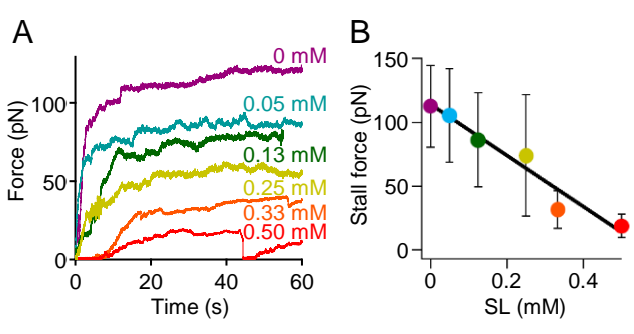 A
0 mM
0.05 mM
0.13 mM
0.25 mM
0.33 mM
0.50 mM
100
50
0
0
20
40
60
Force (pN)
Time (s)
B
150
100
50
0
0
0.2
0.4
Stall force (pN)
SL (mM)